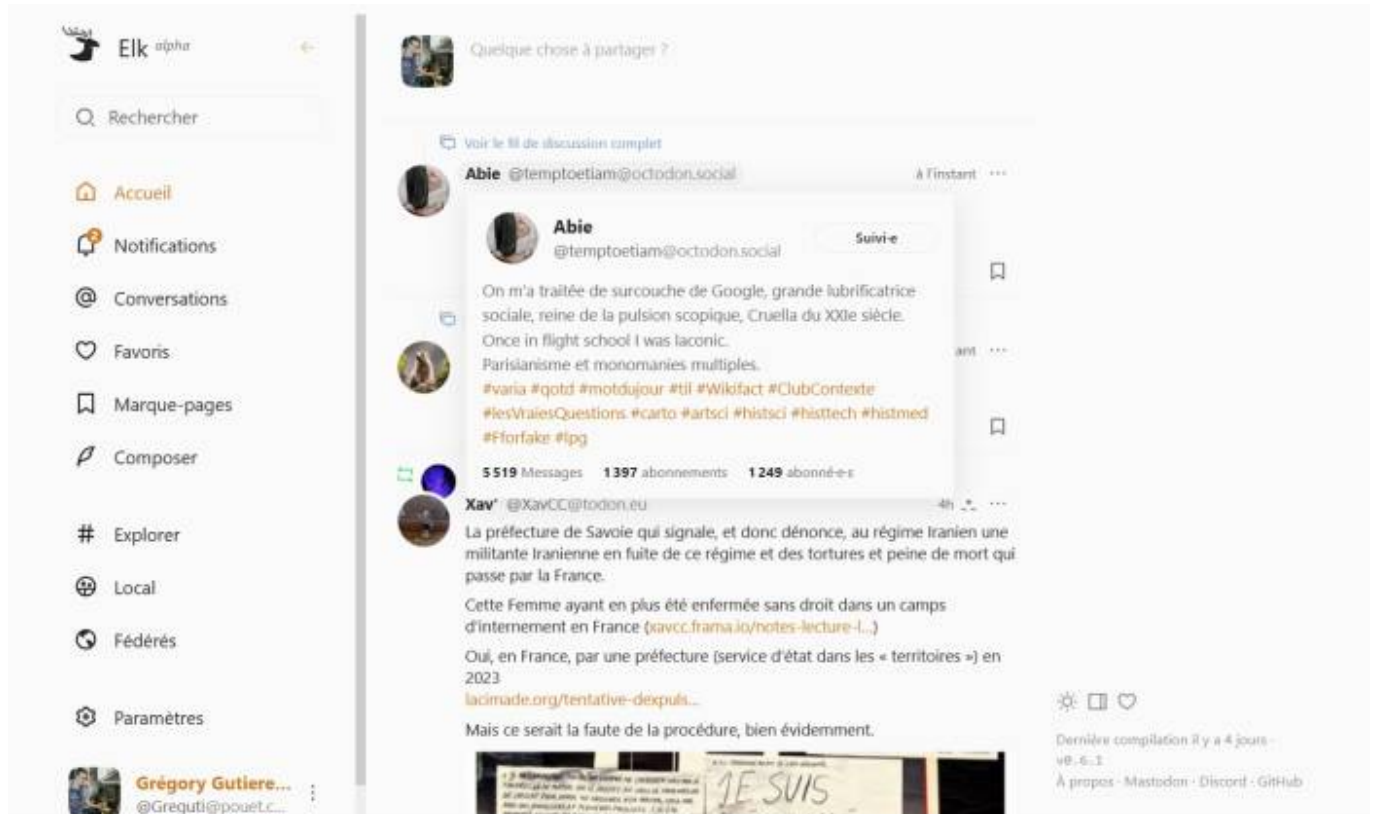 Elk alpha
Rechercher
Accueil
2
Notifications
Conversations
Favoris
Marque-pages
Composer
Explorer
Local
Fédérés
Paramètres
Grégory Gutiere...
@Greguti@pouet.c...
Quelque chose à partager ?
Voir le fil de discussion complet
Abie @temptoetiam@octodon.social à l'instant
Abie
@temptoetiam@octodon.social
Suivi·e
On m'a traitée de surcouche de Google, grande lubrificatrice
sociale, reine de la pulsion scopique, Cruella du XXIe siècle.
Once in flight school I was laconic.
Parisianisme et monomanies multiples.
#varia #qotd #motdujour #til #Wikifact #ClubContexte
#lesVraiesQuestions #carto #artsci #histsci #histtech #histmed
#Fforfake #lpg
5 519 Messages 1 397 abonnements 1 249 abonné·e·s
ant
Xav' @XavCC@todon.eu 4h
La préfecture de Savoie qui signale, et donc dénonce, au régime Iranien une
militante Iranienne en fuite de ce régime et des tortures et peine de mort qui
passe par la France.
Cette Femme ayant en plus été enfermée sans droit dans un camps
d'internement en France (xavcc.frama.io/notes-lecture-l...)
Oui, en France, par une préfecture (service d'état dans les « territoires ») en
2023
lacimade.org/tentative-dexpuls...
Mais ce serait la faute de la procédure, bien évidemment.
JE SUIS
Dernière compilation il y a 4 jours ·
v0.6.1
À propos · Mastodon · Discord · GitHub